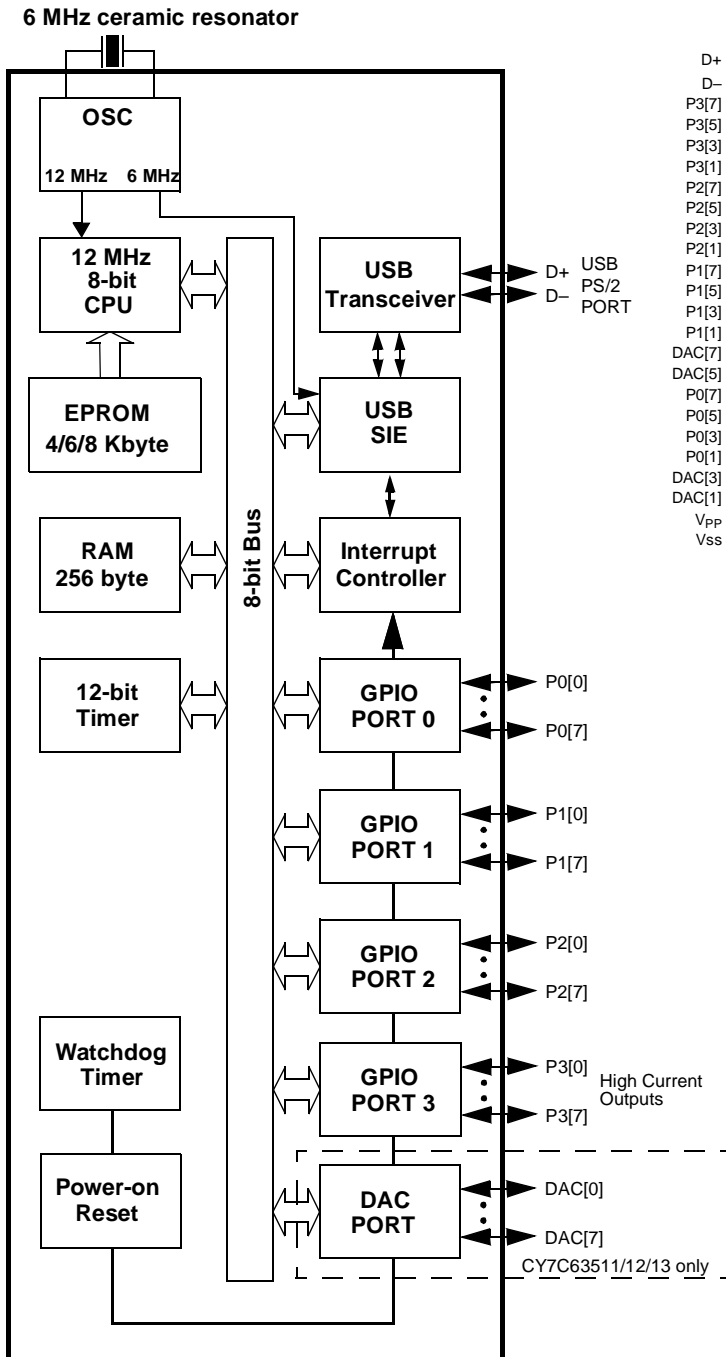 6 MHz ceramic resonator
OSC
12 MHz 6 MHz
12 MHz
8-bit
CPU
EPROM
4/6/8 Kbyte
RAM
256 byte
12-bit
Timer
Watchdog
Timer
Power-on
Reset
8-bit Bus
USB
Transceiver
USB
SIE
Interrupt
Controller
GPIO
PORT 0
GPIO
PORT 1
GPIO
PORT 2
GPIO
PORT 3
DAC
PORT
D+ USB
PS/2
D– PORT
P0[0]
P0[7]
P1[0]
P1[7]
P2[0]
P2[7]
P3[0]
High Current
Outputs
P3[7]
DAC[0]
DAC[7]
CY7C63511/12/13 only
D+
D–
P3[7]
P3[5]
P3[3]
P3[1]
P2[7]
P2[5]
P2[3]
P2[1]
P1[7]
P1[5]
P1[3]
P1[1]
DAC[7]
DAC[5]
P0[7]
P0[5]
P0[3]
P0[1]
DAC[3]
DAC[1]
VPP
Vss